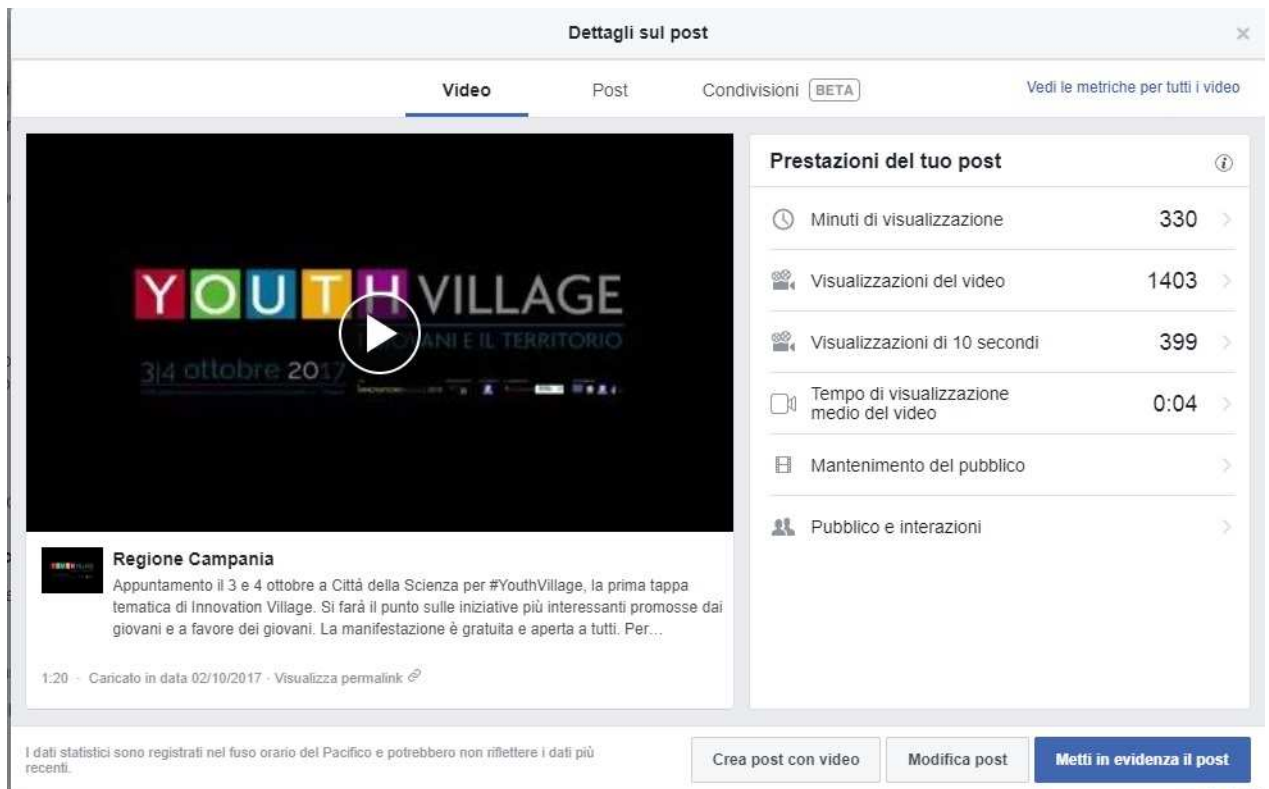 Dettagli sul post
Video
Post
Condivisioni BETA
Vedi le metriche per tutti i video
YOUTH VILLAGE
ANI E IL TERRITORIO
3|4 ottobre 2017
Prestazioni del tuo post
Minuti di visualizzazione 330
Visualizzazioni del video 1403
Visualizzazioni di 10 secondi 399
Tempo di visualizzazione
medio del video 0:04
Mantenimento del pubblico
Pubblico e interazioni
Regione Campania
Appuntamento il 3 e 4 ottobre a Città della Scienza per #YouthVillage, la prima tappa
tematica di Innovation Village. Si farà il punto sulle iniziative più interessanti promosse dai
giovani e a favore dei giovani. La manifestazione è gratuita e aperta a tutti. Per…
1:20 · Caricato in data 02/10/2017 · Visualizza permalink
I dati statistici sono registrati nel fuso orario del Pacifico e potrebbero non riflettere i dati più
recenti.
Crea post con video
Modifica post
Metti in evidenza il post